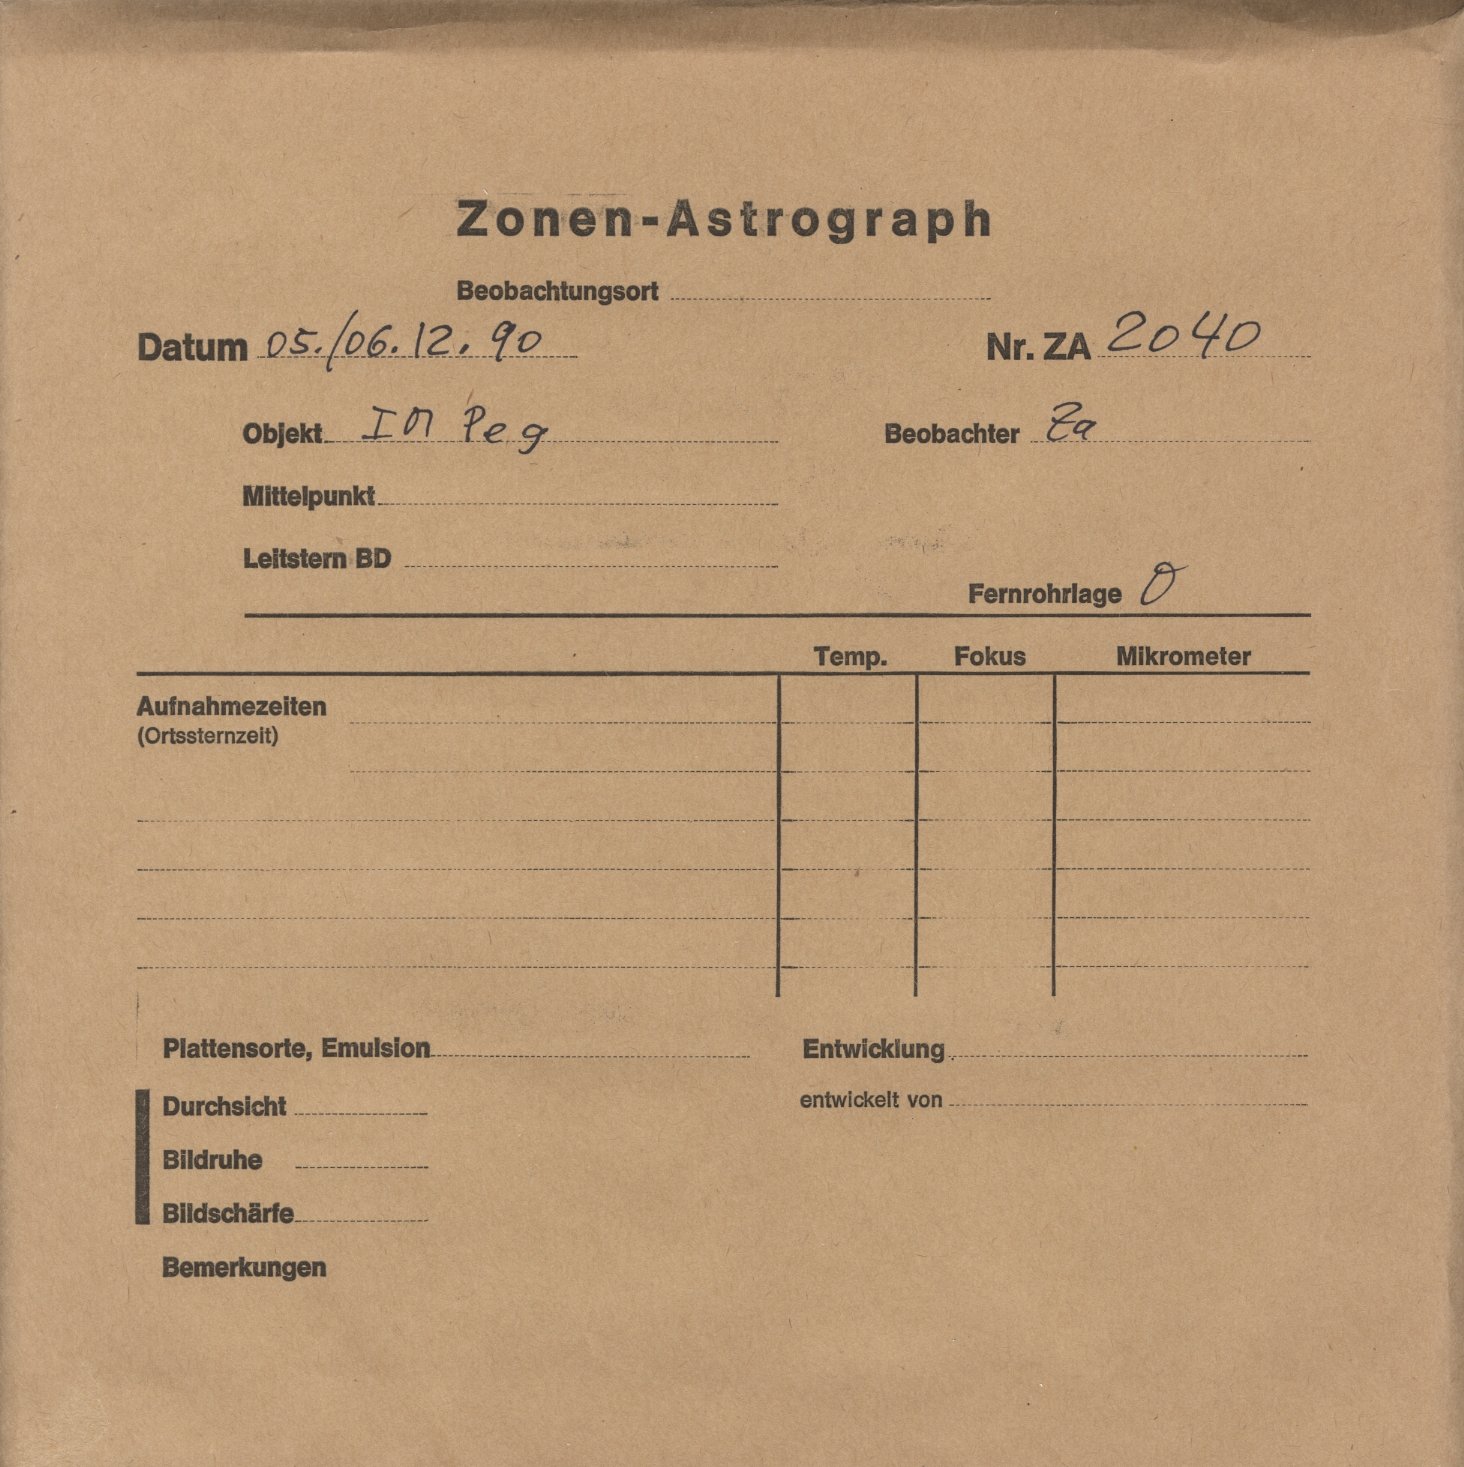 Zonen-Astrograph
Beobachtungsort
Datum 05./06.12.90 Nr. ZA 2040
Objekt IM Peg Beobachter Za
Mittelpunkt
Leitstern BD
Fernrohrlage O
Temp. Fokus Mikrometer
Aufnahmezeiten
(Ortssternzeit)
Plattensorte, Emulsion Entwicklung
Durchsicht entwickelt von
Bildruhe
Bildschärfe
Bemerkungen